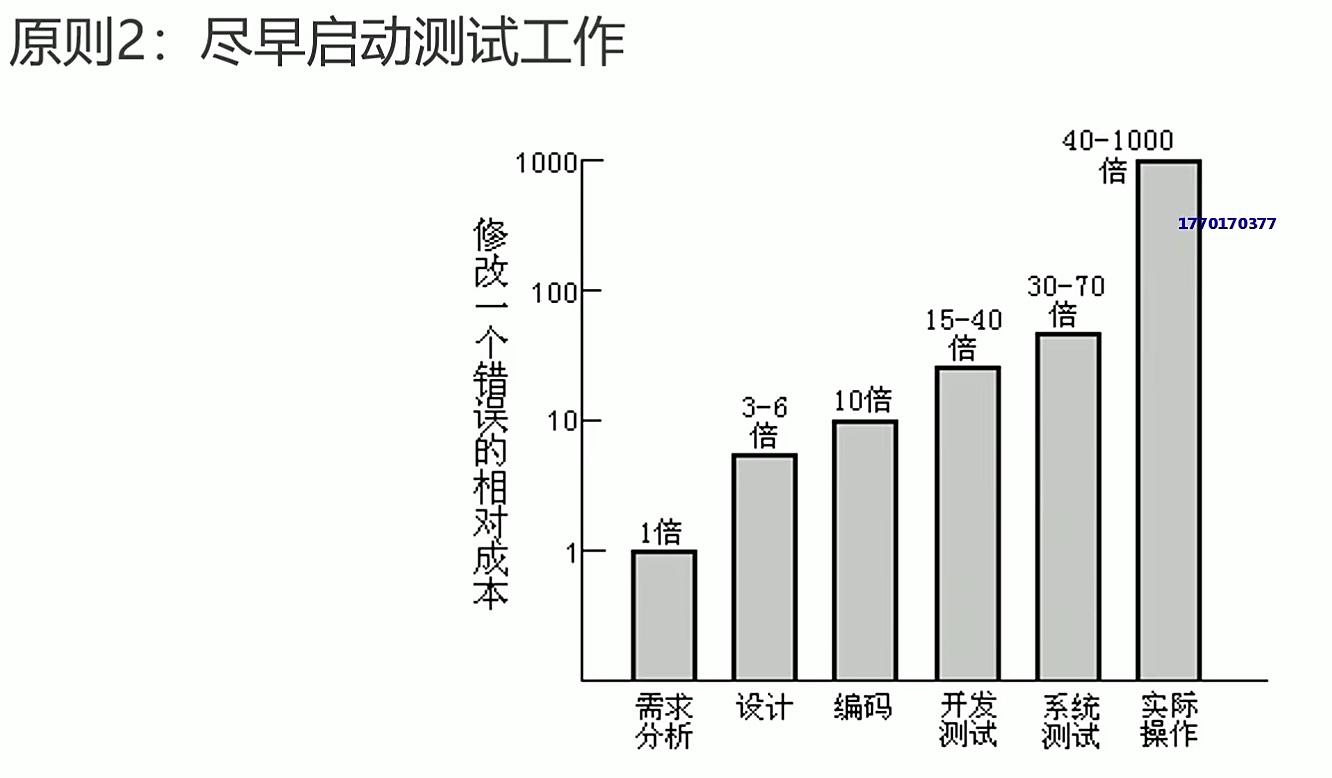 原则2：尽早启动测试工作
修改一个错误的相对成本
1000
100
10
1
1倍
3-6
倍
10倍
15-40
倍
30-70
倍
40-1000
倍
1770170377
需求
分析
设计
编码
开发
测试
系统
测试
实际
操作